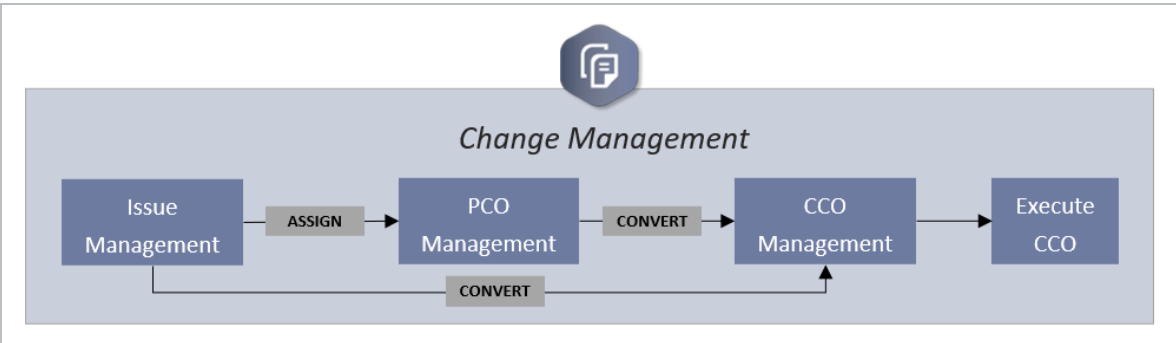 Change Management
Issue
Management
ASSIGN
PCO
Management
CONVERT
CCO
Management
Execute
CCO
CONVERT